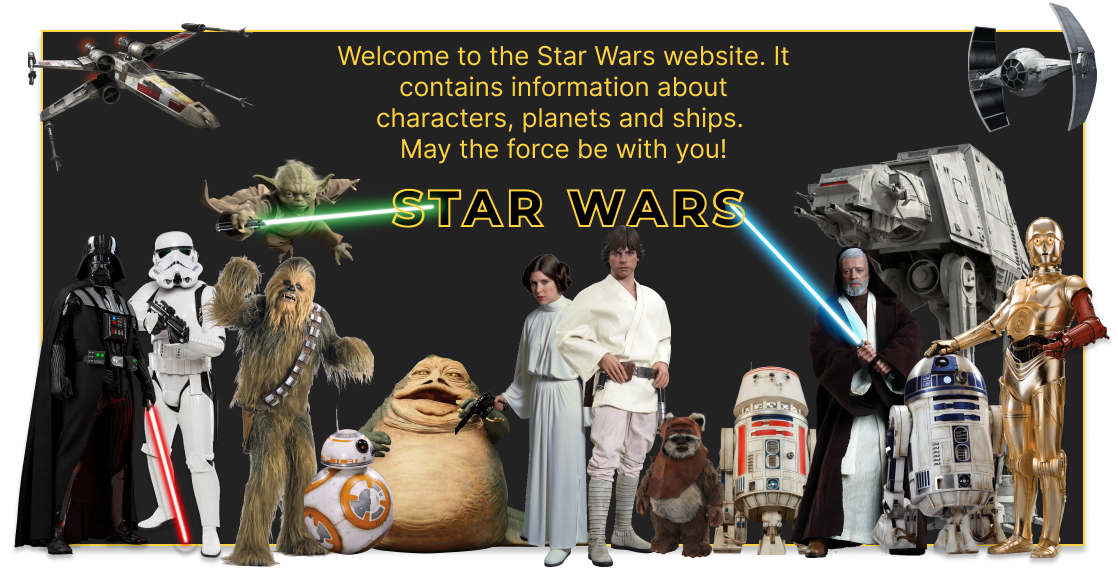 Welcome to the Star Wars website. It
contains information about
characters, planets and ships.
May the force be with you!
STAR WARS